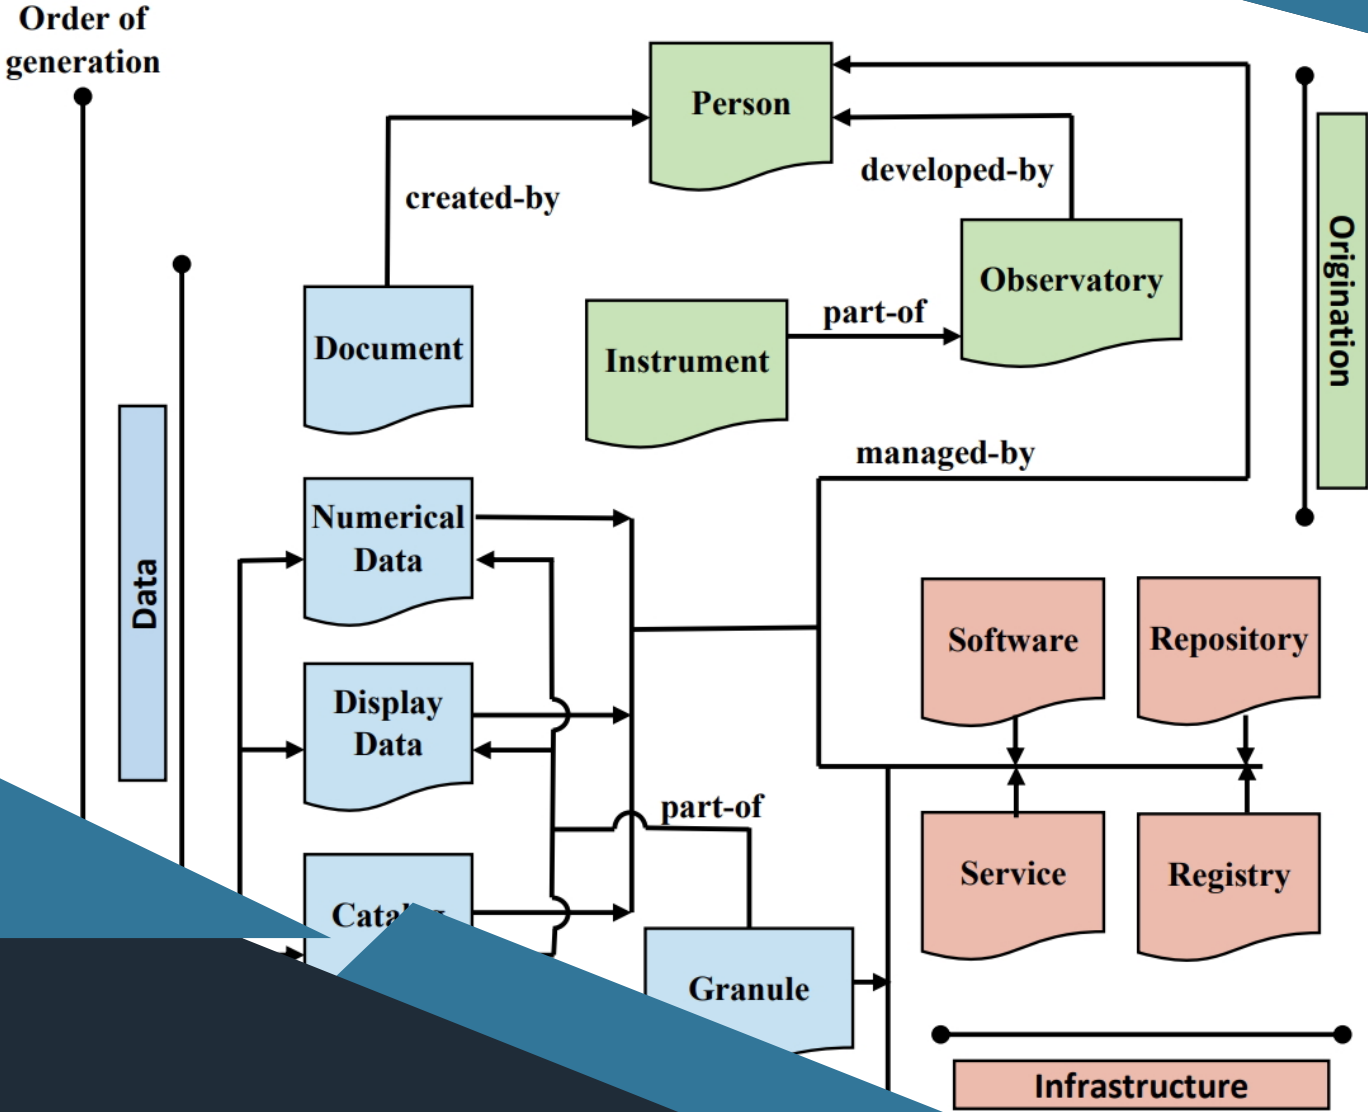 Order of
generation
Person
created-by
developed-by
Observatory
Origination
Document
Instrument
part-of
managed-by
Numerical
Data
Data
Software
Repository
Display
Data
part-of
Service
Registry
Granule
Infrastructure